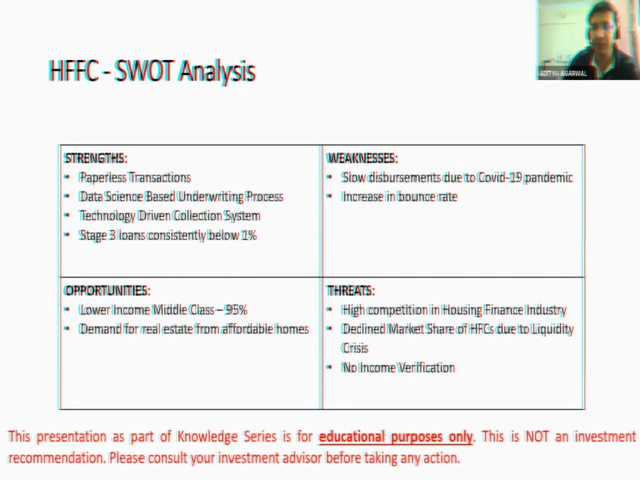 ADITYA AGARWAL
HFFC - SWOT Analysis
STRENGTHS:
• Paperless Transactions
• Data Science Based Underwriting Process
• Technology Driven Collection System
• Stage 3 loans consistently below 1%
WEAKNESSES:
• Slow disbursements due to Covid-19 pandemic
• Increase in bounce rate
OPPORTUNITIES:
• Lower Income Middle Class – 95%
• Demand for real estate from affordable homes
THREATS:
• High competition in Housing Finance Industry
• Declined Market Share of HFCs due to Liquidity
Crisis
• No Income Verification
This presentation as part of Knowledge Series is for educational purposes only. This is NOT an investment
recommendation. Please consult your investment advisor before taking any action.